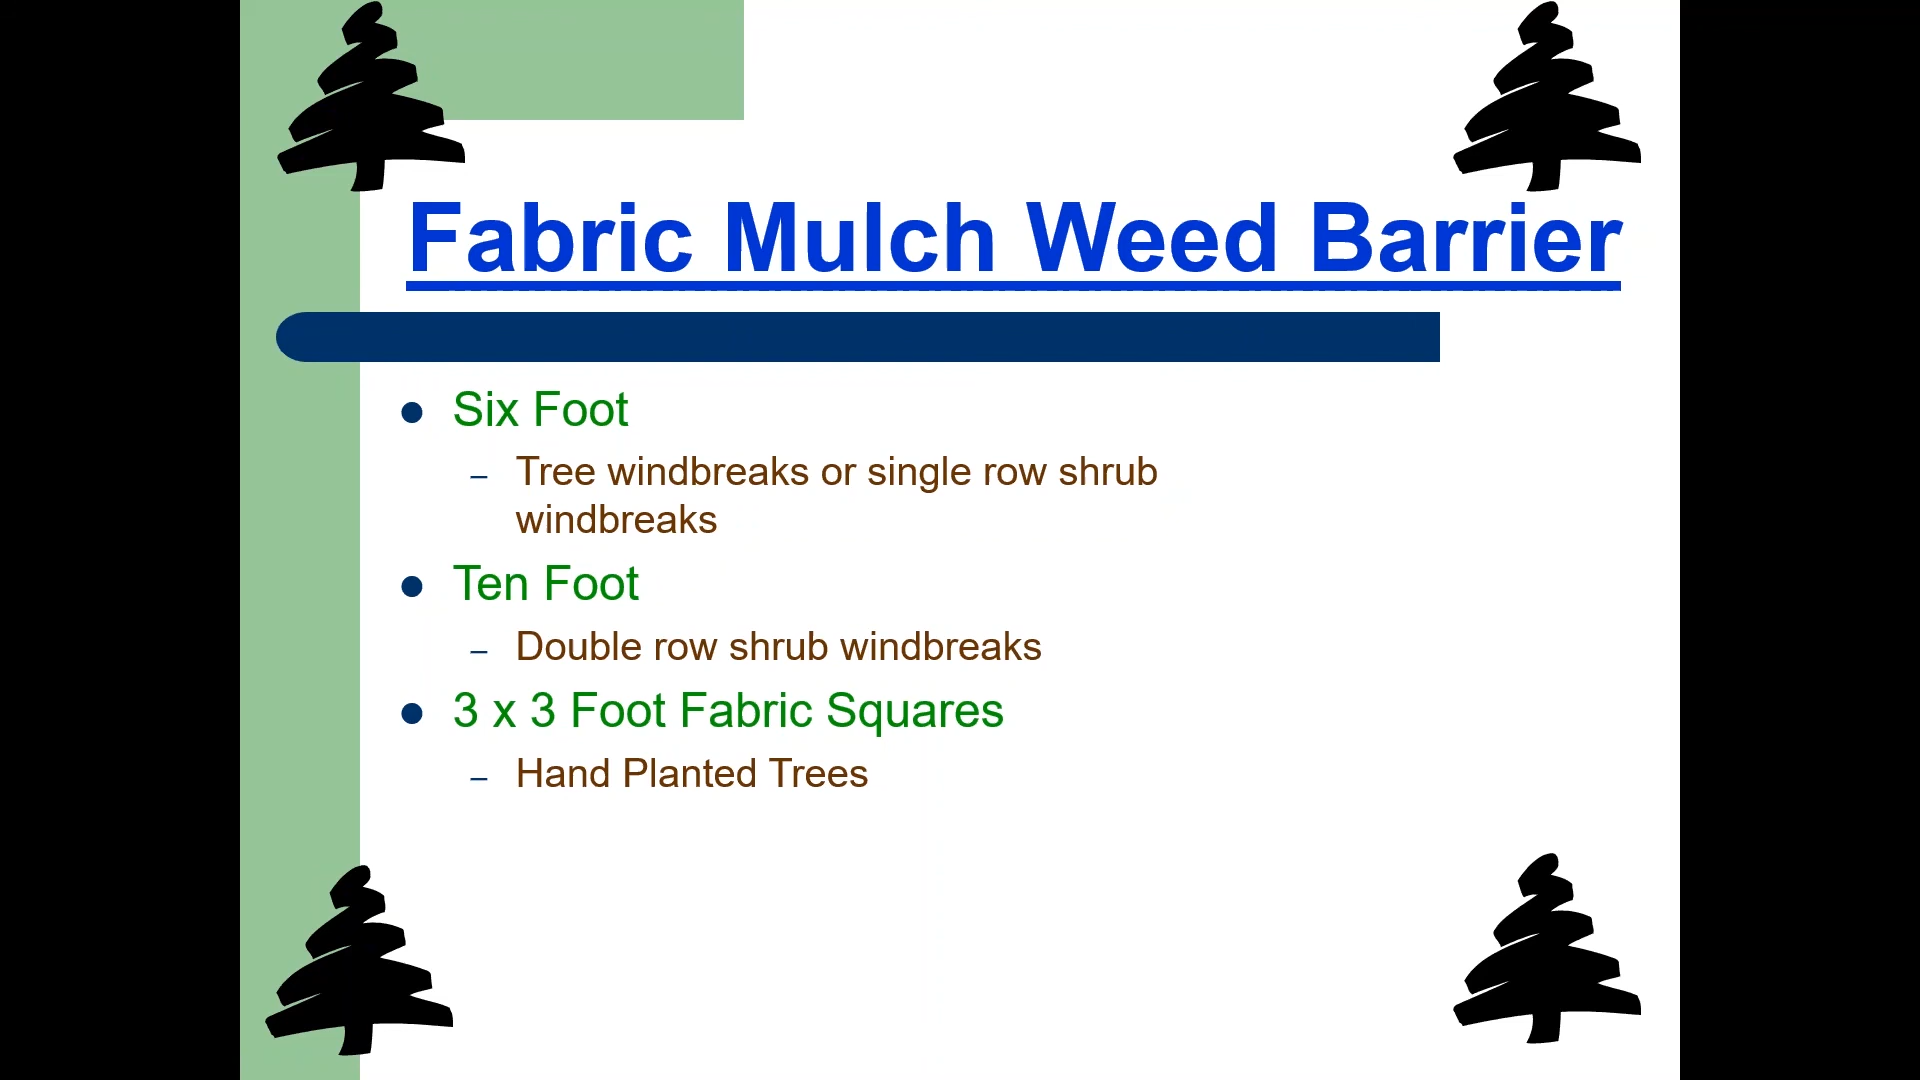 Fabric Mulch Weed Barrier
● Six Foot
– Tree windbreaks or single row shrub
windbreaks
● Ten Foot
– Double row shrub windbreaks
● 3 x 3 Foot Fabric Squares
– Hand Planted Trees